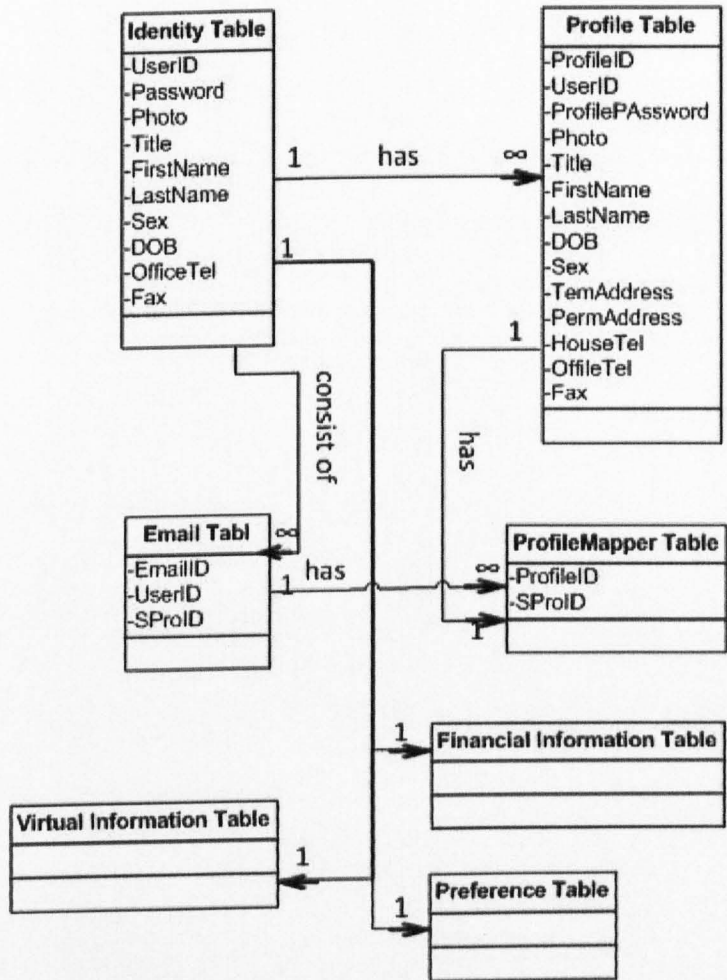 Identity Table
-UserID
-Password
-Photo
-Title
-FirstName
-LastName
-Sex
-DOB
-OfficeTel
-Fax
Profile Table
-ProfileID
-UserID
-ProfilePAssword
-Photo
-Title
-FirstName
-LastName
-DOB
-Sex
-TemAddress
-PermAddress
-HouseTel
-OffileTel
-Fax
1 has ∞
1
1
consist of
has
Email Tabl
-EmailID
-UserID
-SProID
∞
1 has ∞
ProfileMapper Table
-ProfileID
-SProID
1
1 Financial Information Table
Virtual Information Table 1
1 Preference Table